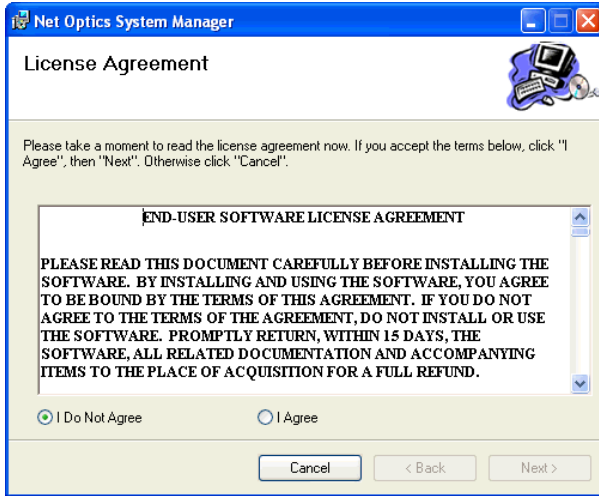 Net Optics System Manager
License Agreement
Please take a moment to read the license agreement now. If you accept the terms below, click "I
Agree", then "Next". Otherwise click "Cancel".
END-USER SOFTWARE LICENSE AGREEMENT
PLEASE READ THIS DOCUMENT CAREFULLY BEFORE INSTALLING THE
SOFTWARE. BY INSTALLING AND USING THE SOFTWARE, YOU AGREE
TO BE BOUND BY THE TERMS OF THIS AGREEMENT. IF YOU DO NOT
AGREE TO THE TERMS OF THE AGREEMENT, DO NOT INSTALL OR USE
THE SOFTWARE. PROMPTLY RETURN, WITHIN 15 DAYS, THE
SOFTWARE, ALL RELATED DOCUMENTATION AND ACCOMPANYING
ITEMS TO THE PLACE OF ACQUISITION FOR A FULL REFUND.
I Do Not Agree I Agree
Cancel < Back Next >